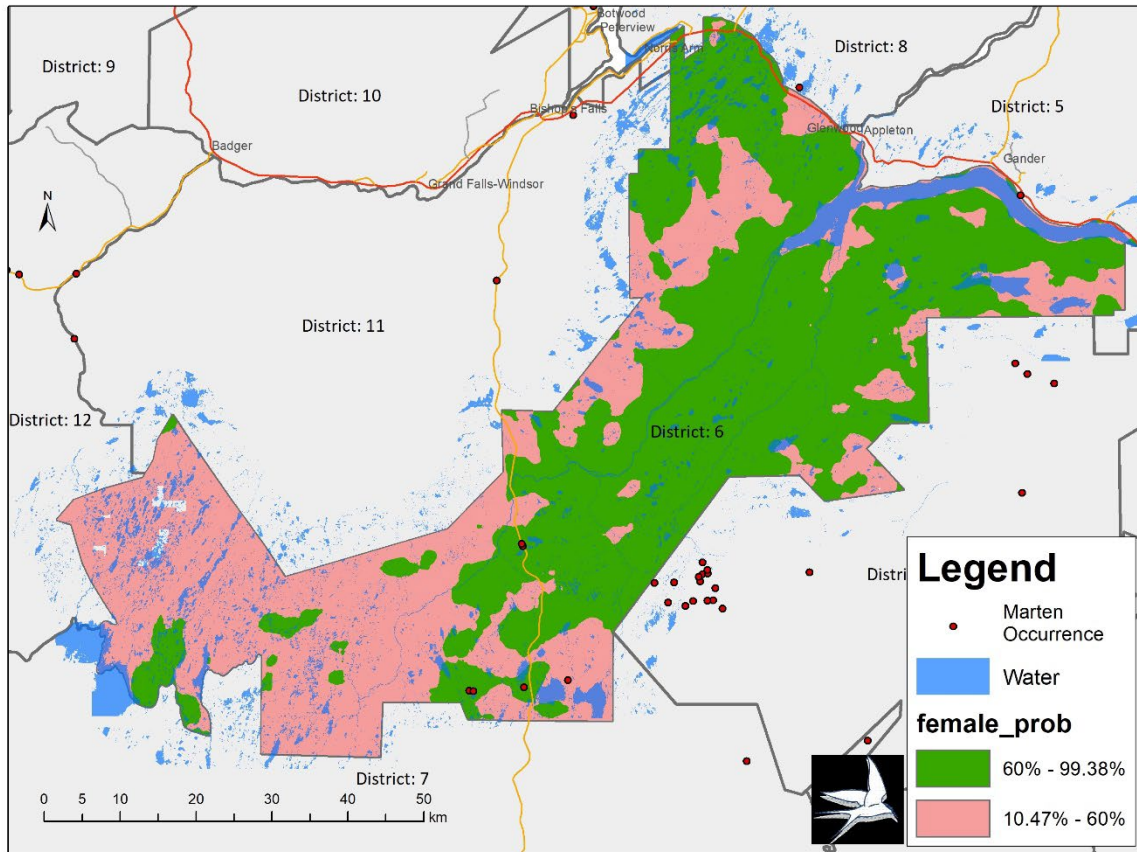 Botwood
Peterview
Norris Arm
District: 8
District: 9
District: 10
District: 5
Bishop's Falls
Glenwood
Appleton
Badger
Gander
Grand Falls-Windsor
N
District: 11
District: 12
District: 6
Distri
District: 7
0 10 20 30 40 50
km
Legend
Marten
Occurrence
Water
female_prob
60% - 99.38%
10.47% - 60%